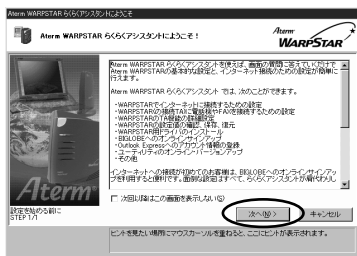 Aterm WARPSTAR らくらくアシスタントにようこそ
Aterm WARPSTAR らくらくアシスタントにようこそ！
Aterm
WARPSTAR
Aterm WARPSTAR らくらくアシスタントを使えば、画面の質問に答えていくだけで
Aterm WARPSTARの基本的な設定と、インターネット接続のための設定が簡単に
行えます。
Aterm WARPSTAR らくらくアシスタント では、次のことができます。
・WARPSTARでインターネットに接続するための設定
・WARPSTARの接続TAに電話機やFAXを接続するための設定
・WARPSTARのTA機能の詳細設定
・WARPSTARの設定値の確認、保存、復元
・WARPSTAR用ドライバのインストール
・BIGLOBEへのオンラインサインアップ
・Outlook Expressへのアカウント情報の登録
・ユーティリティのオンラインバージョンアップ
・その他
インターネットへの接続が初めてのお客様は、BIGLOBEへのオンラインサインアッ
プを利用すると便利です。面倒な設定はすべて、らくらくアシスタントが肩代わりし
Aterm
設定を始める前に
STEP 1/1
次回以降はこの画面を表示しない(S)
次へ(N) >
キャンセル
ヒントを見たい場所にマウスカーソルを重ねると、ここにヒントが表示されます。